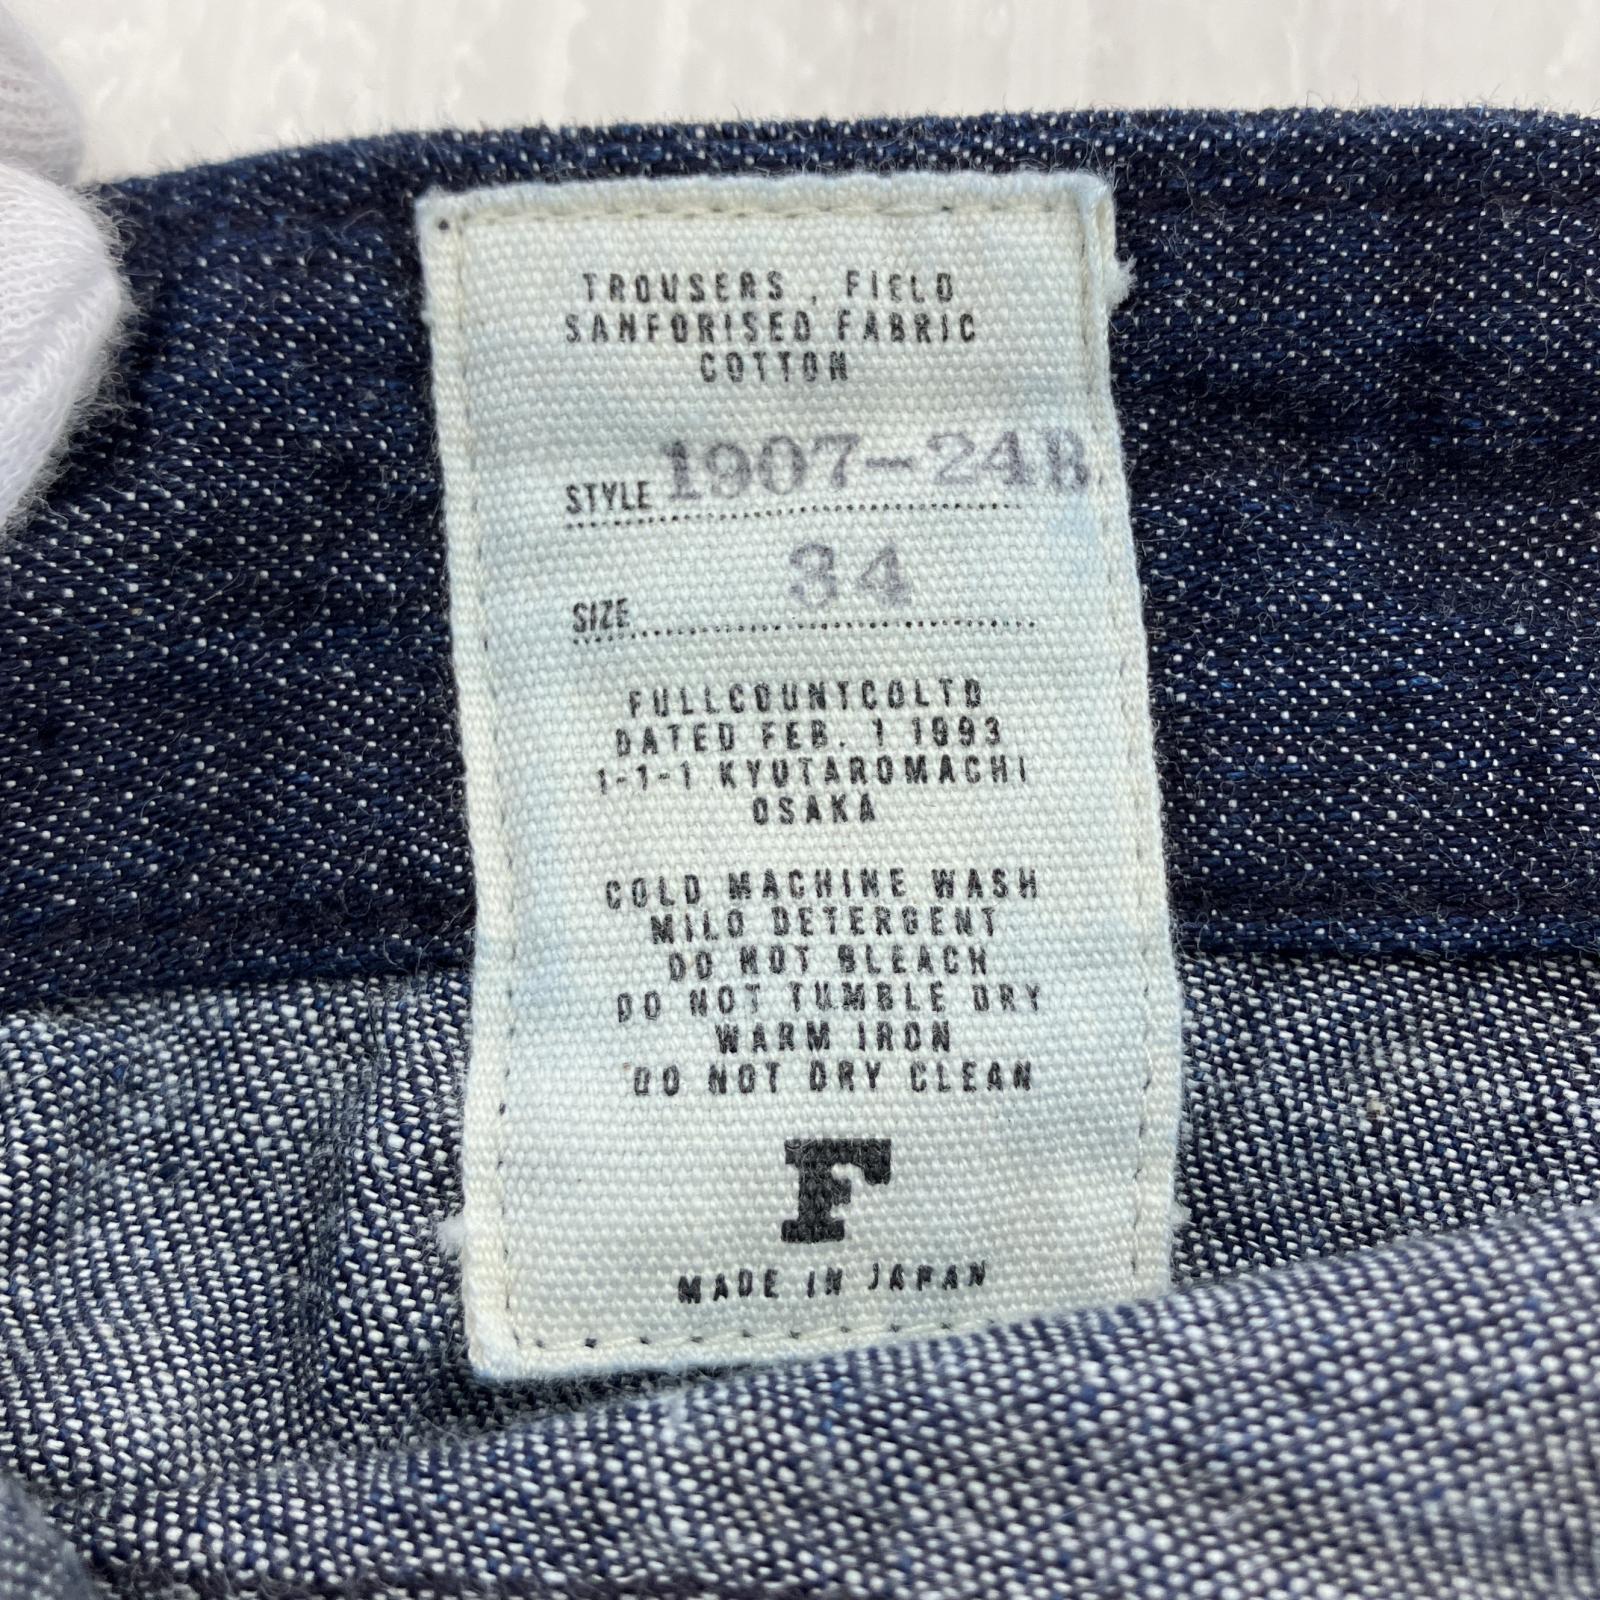 TROUSERS , FIELD
SANFORISED FABRIC
COTTON
STYLE 1907-24B
SIZE 34
FULLCOUNTCOLTD
DATED FEB. 1 1993
1-1-1 KYUTAROMACHI
OSAKA
COLD MACHINE WASH
MILD DETERGENT
DO NOT BLEACH
DO NOT TUMBLE DRY
WARM IRON
DO NOT DRY CLEAN
F
MADE IN JAPAN